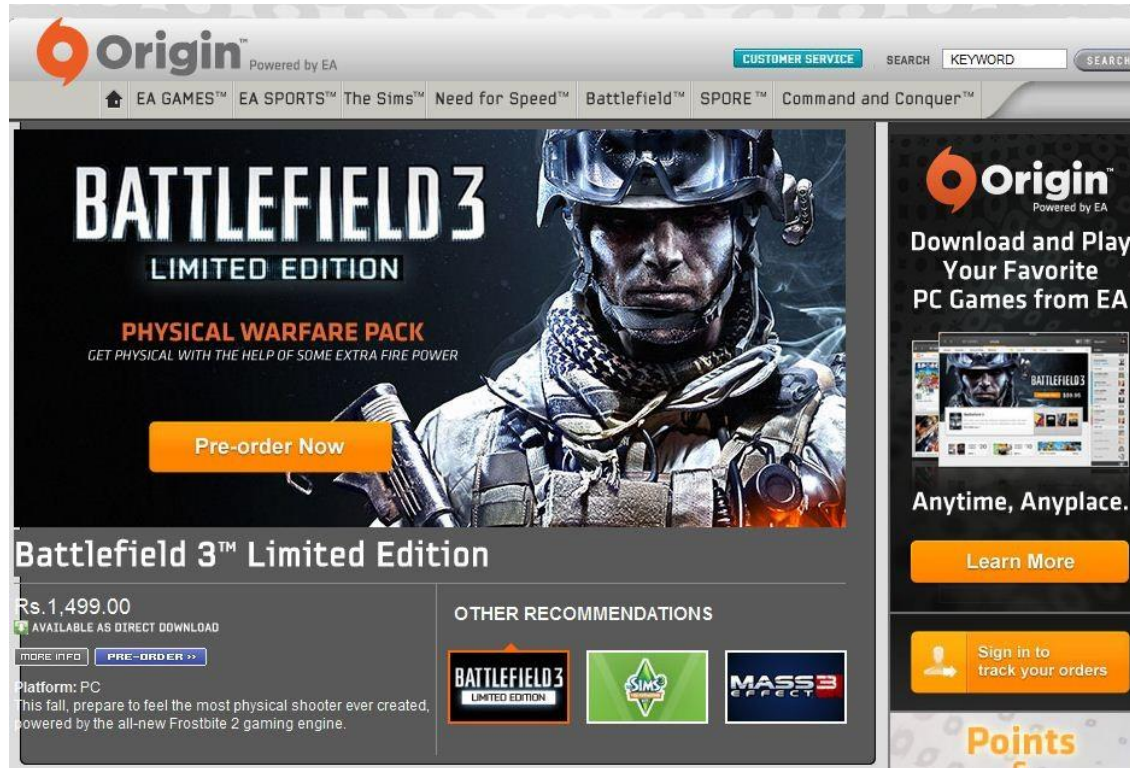 Origin™ Powered by EA
CUSTOMER SERVICE
SEARCH KEYWORD SEARCH
EA GAMES™ EA SPORTS™ The Sims™ Need for Speed™ Battlefield™ SPORE™ Command and Conquer™
BATTLEFIELD 3
LIMITED EDITION
PHYSICAL WARFARE PACK
GET PHYSICAL WITH THE HELP OF SOME EXTRA FIRE POWER
Pre-order Now
Battlefield 3™ Limited Edition
Rs.1,499.00
AVAILABLE AS DIRECT DOWNLOAD
MORE INFO PRE-ORDER »
Platform: PC
This fall, prepare to feel the most physical shooter ever created,
powered by the all-new Frostbite 2 gaming engine.
OTHER RECOMMENDATIONS
BATTLEFIELD 3
LIMITED EDITION
THE SIMS 3
MASS 3
EFFECT
Origin™
Powered by EA
Download and Play
Your Favorite
PC Games from EA
BATTLEFIELD 3
Anytime, Anyplace.
Learn More
Sign in to
track your orders
Points